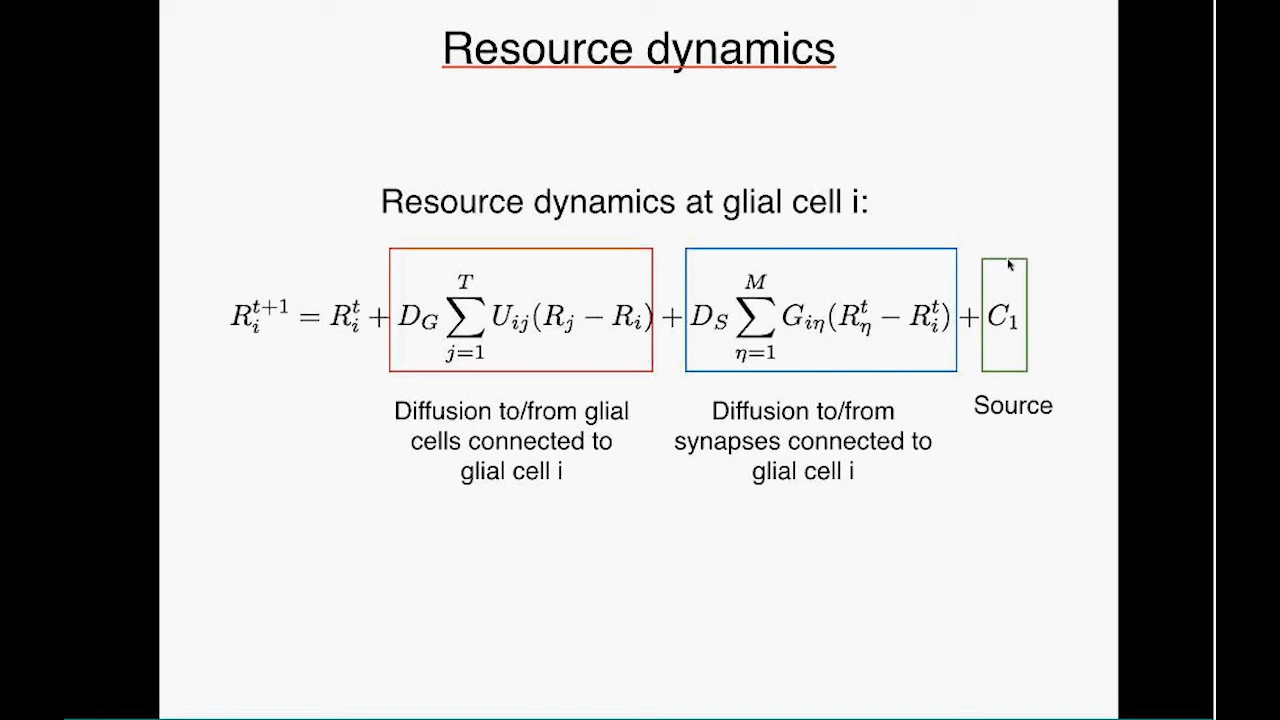 Resource dynamics
Resource dynamics at glial cell i:
$R_i^{t+1} = R_i^t + D_G \sum_{j=1}^{T} U_{ij}(R_j - R_i) + D_S \sum_{\eta=1}^{M} G_{i\eta}(R_\eta^t - R_i^t) + C_1$
Diffusion to/from glial
cells connected to
glial cell i
Diffusion to/from
synapses connected to
glial cell i
Source